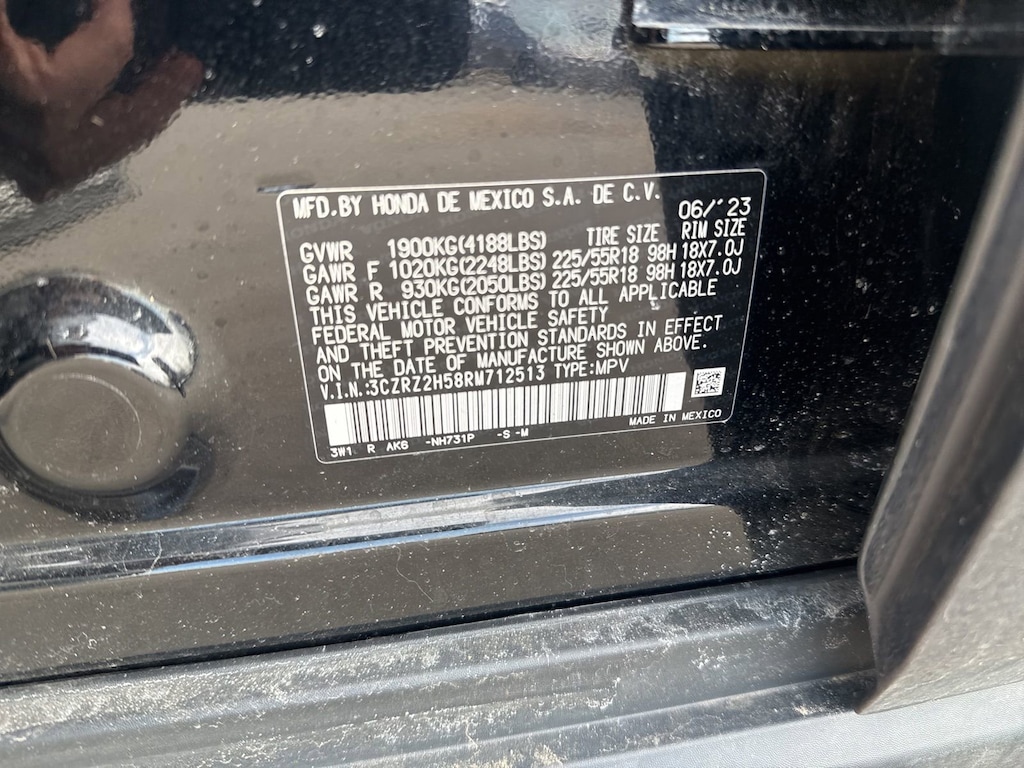 MFD.BY HONDA DE MEXICO S.A. DE C.V. 06/'23
GVWR 1900KG(4188LBS) TIRE SIZE RIM SIZE
GAWR F 1020KG(2248LBS) 225/55R18 98H 18X7.0J
GAWR R 930KG(2050LBS) 225/55R18 98H 18X7.0J
THIS VEHICLE CONFORMS TO ALL APPLICABLE
FEDERAL MOTOR VEHICLE SAFETY
AND THEFT PREVENTION STANDARDS IN EFFECT
ON THE DATE OF MANUFACTURE SHOWN ABOVE.
V.I.N.:3CZRZ2H58RM712513 TYPE:MPV
MADE IN MEXICO
3W1 R AK6 -NH731P -S -M